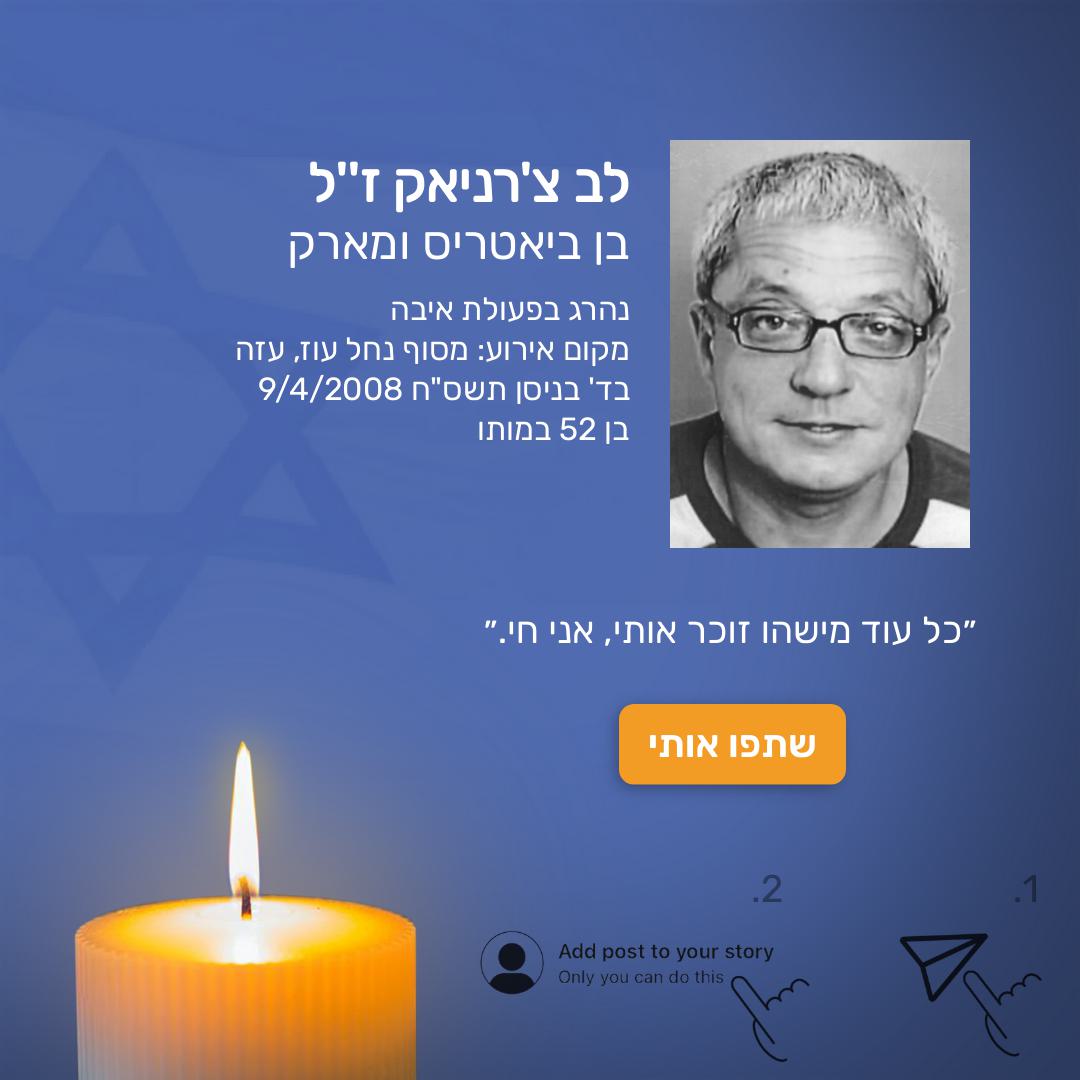 לב צ'רניאק ז''ל
בן ביאטריס ומארק
נהרג בפעולת איבה
מקום אירוע: מסוף נחל עוז, עזה
בד' בניסן תשס"ח 9/4/2008
בן 52 במותו
״כל עוד מישהו זוכר אותי, אני חי.״
שתפו אותי
1.
2.
Add post to your story
Only you can do this